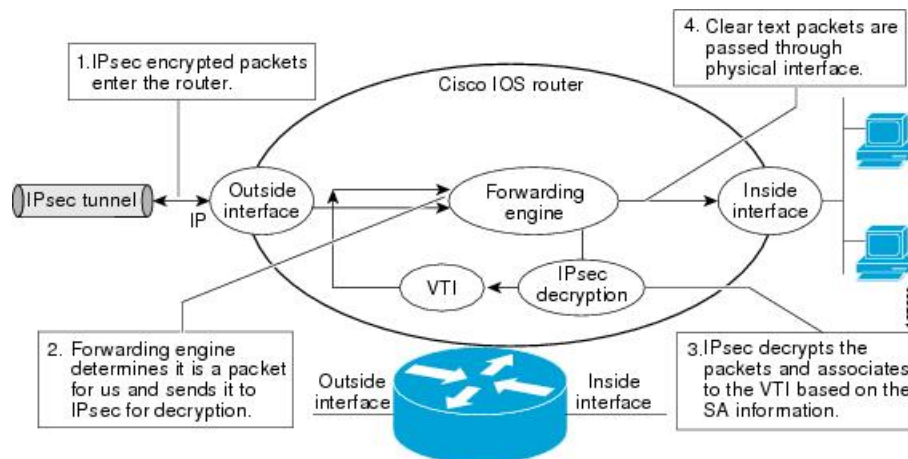 1. IPsec encrypted packets
enter the router.
4. Clear text packets are
passed through
physical interface.
Cisco IOS router
IPsec tunnel
IP
Outside
interface
Forwarding
engine
Inside
interface
VTI
IPsec
decryption
2. Forwarding engine
determines it is a packet
for us and sends it to
IPsec for decryption.
3. IPsec decrypts the
packets and associates
to the VTI based on the
SA information.
Outside
interface
Inside
interface